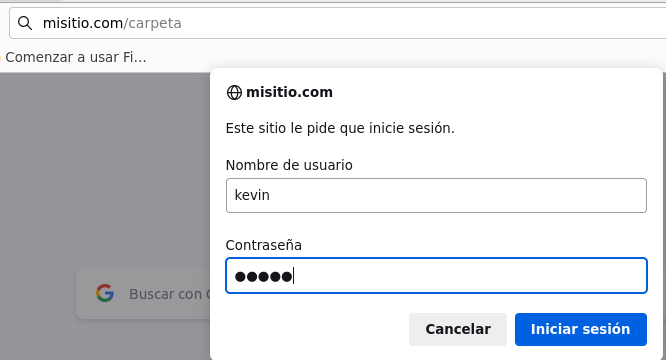 misitio.com/carpeta
Comenzar a usar Fi...
misitio.com
Este sitio le pide que inicie sesión.
Nombre de usuario
kevin
Contraseña
●●●●●
Buscar con
Cancelar
Iniciar sesión